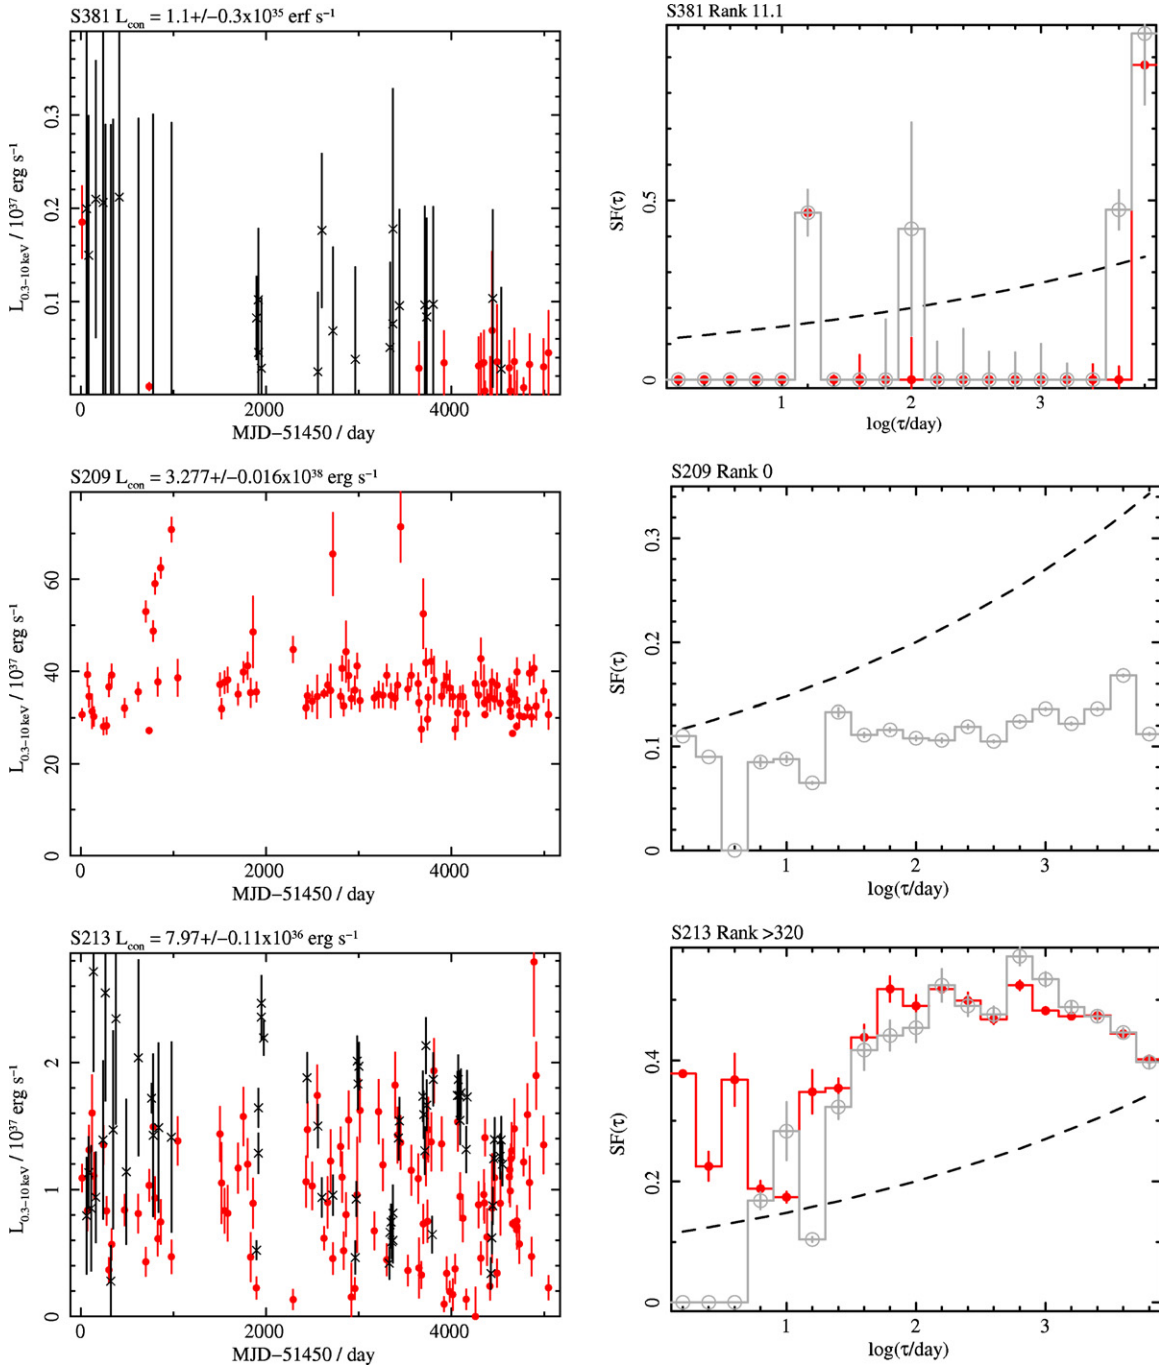 S381 L_con = 1.1+/−0.3x10^35 erf s^−1
L_0.3−10 keV / 10^37 erg s^−1
0.3
0.2
0.1
0 2000 4000
MJD−51450 / day
S381 Rank 11.1
SF(τ)
0.5
0
1 2 3
log(τ/day)
S209 L_con = 3.277+/−0.016x10^38 erg s^−1
L_0.3−10 keV / 10^37 erg s^−1
60
40
20
0
0 2000 4000
MJD−51450 / day
S209 Rank 0
SF(τ)
0.3
0.2
0.1
0
1 2 3
log(τ/day)
S213 L_con = 7.97+/−0.11x10^36 erg s^−1
L_0.3−10 keV / 10^37 erg s^−1
2
1
0
0 2000 4000
MJD−51450 / day
S213 Rank >320
SF(τ)
0.4
0.2
0
1 2 3
log(τ/day)